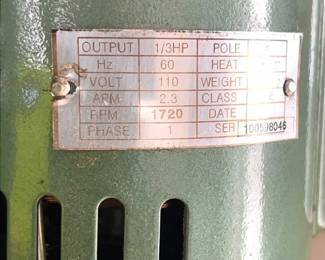 OUTPUT 1/3HP POLE
Hz 60 HEAT
VOLT 110 WEIGHT
APM 2.3 CLASS
RPM 1720 DATE
PHASE 1 SER 100598046